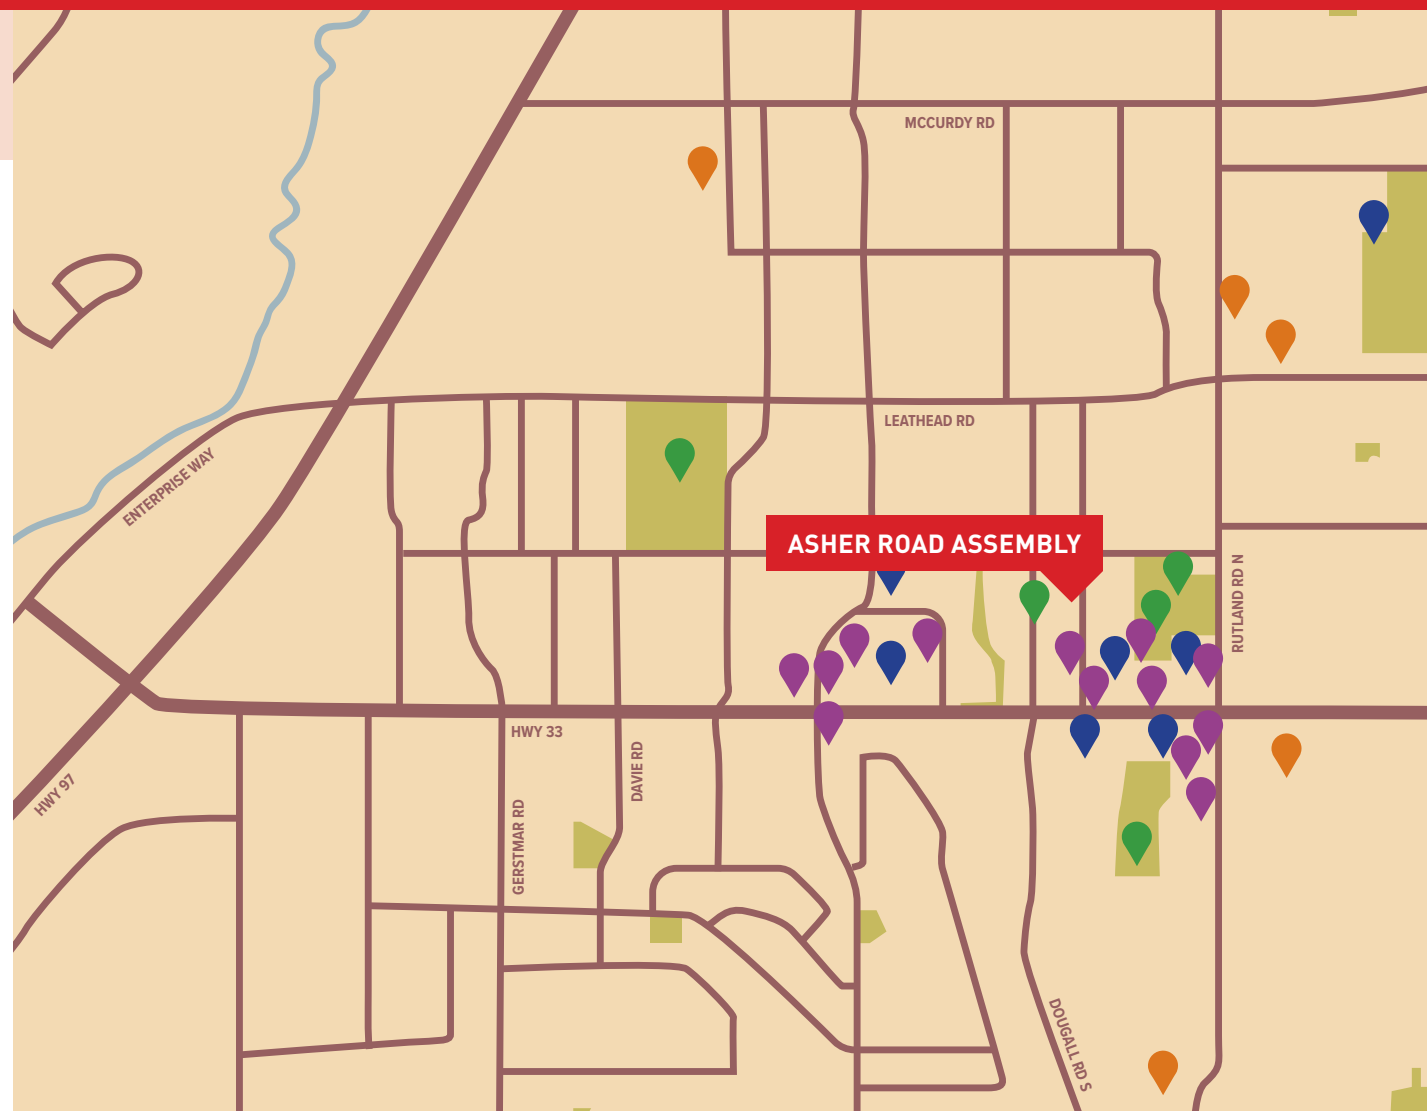 MCCURDY RD
LEATHEAD RD
ENTERPRISE WAY
ASHER ROAD ASSEMBLY
RUTLAND RD N
HWY 33
DAVIE RD
HWY 97
GERSTMAR RD
DOUGALL RD S